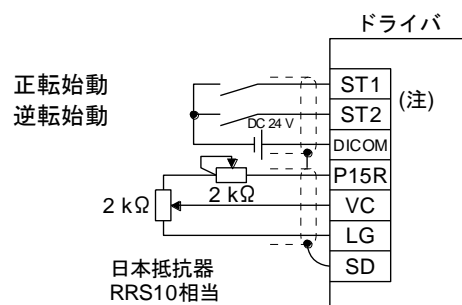 ドライバ
正転始動
逆転始動
ST1
ST2
(注)
DC 24 V
DICOM
P15R
2 kΩ
2 kΩ
VC
LG
SD
日本抵抗器
RRS10相当